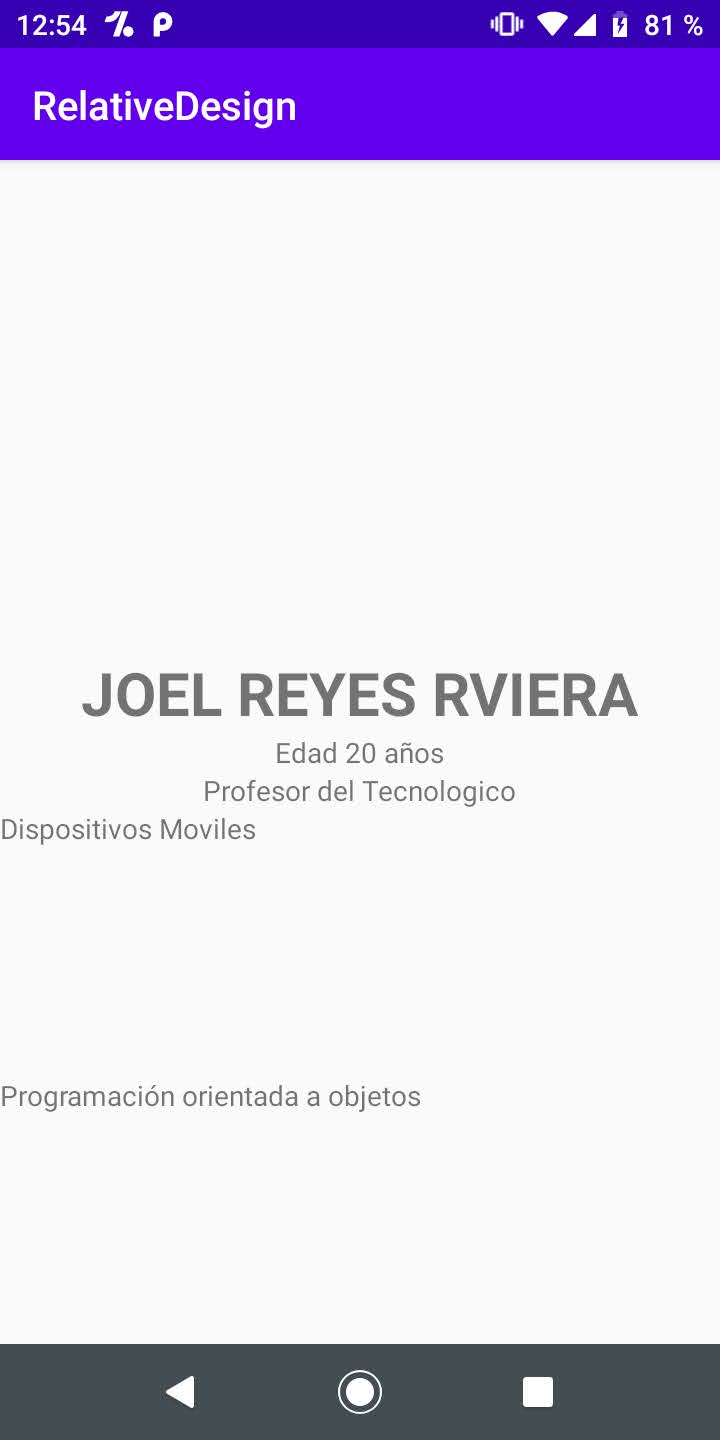 12:54 81 %
RelativeDesign
JOEL REYES RVIERA
Edad 20 años
Profesor del Tecnologico
Dispositivos Moviles
Programación orientada a objetos